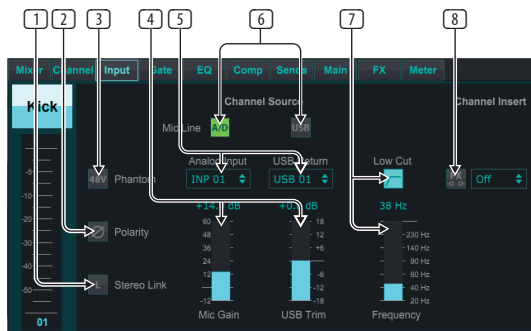 1 2 3 4 5 6 7 8
Mixer Channel Input Gate EQ Comp Sends Main FX Meter
Kick Channel Source Channel Insert
Mic Line A/D USB
Analog Input USB Return Low Cut
48V Phantom INP 01 USB 01 FX Off
+14. dB +0. dB 38 Hz
60 18
-5 48 12 230 Hz
-10 Ø Polarity 36 +6 140 Hz
-20 24 90 Hz
-30 12 -6 60 Hz
-40 L Stereo Link -12 40 Hz
-50 -12 -18 20 Hz
01 Mic Gain USB Trim Frequency